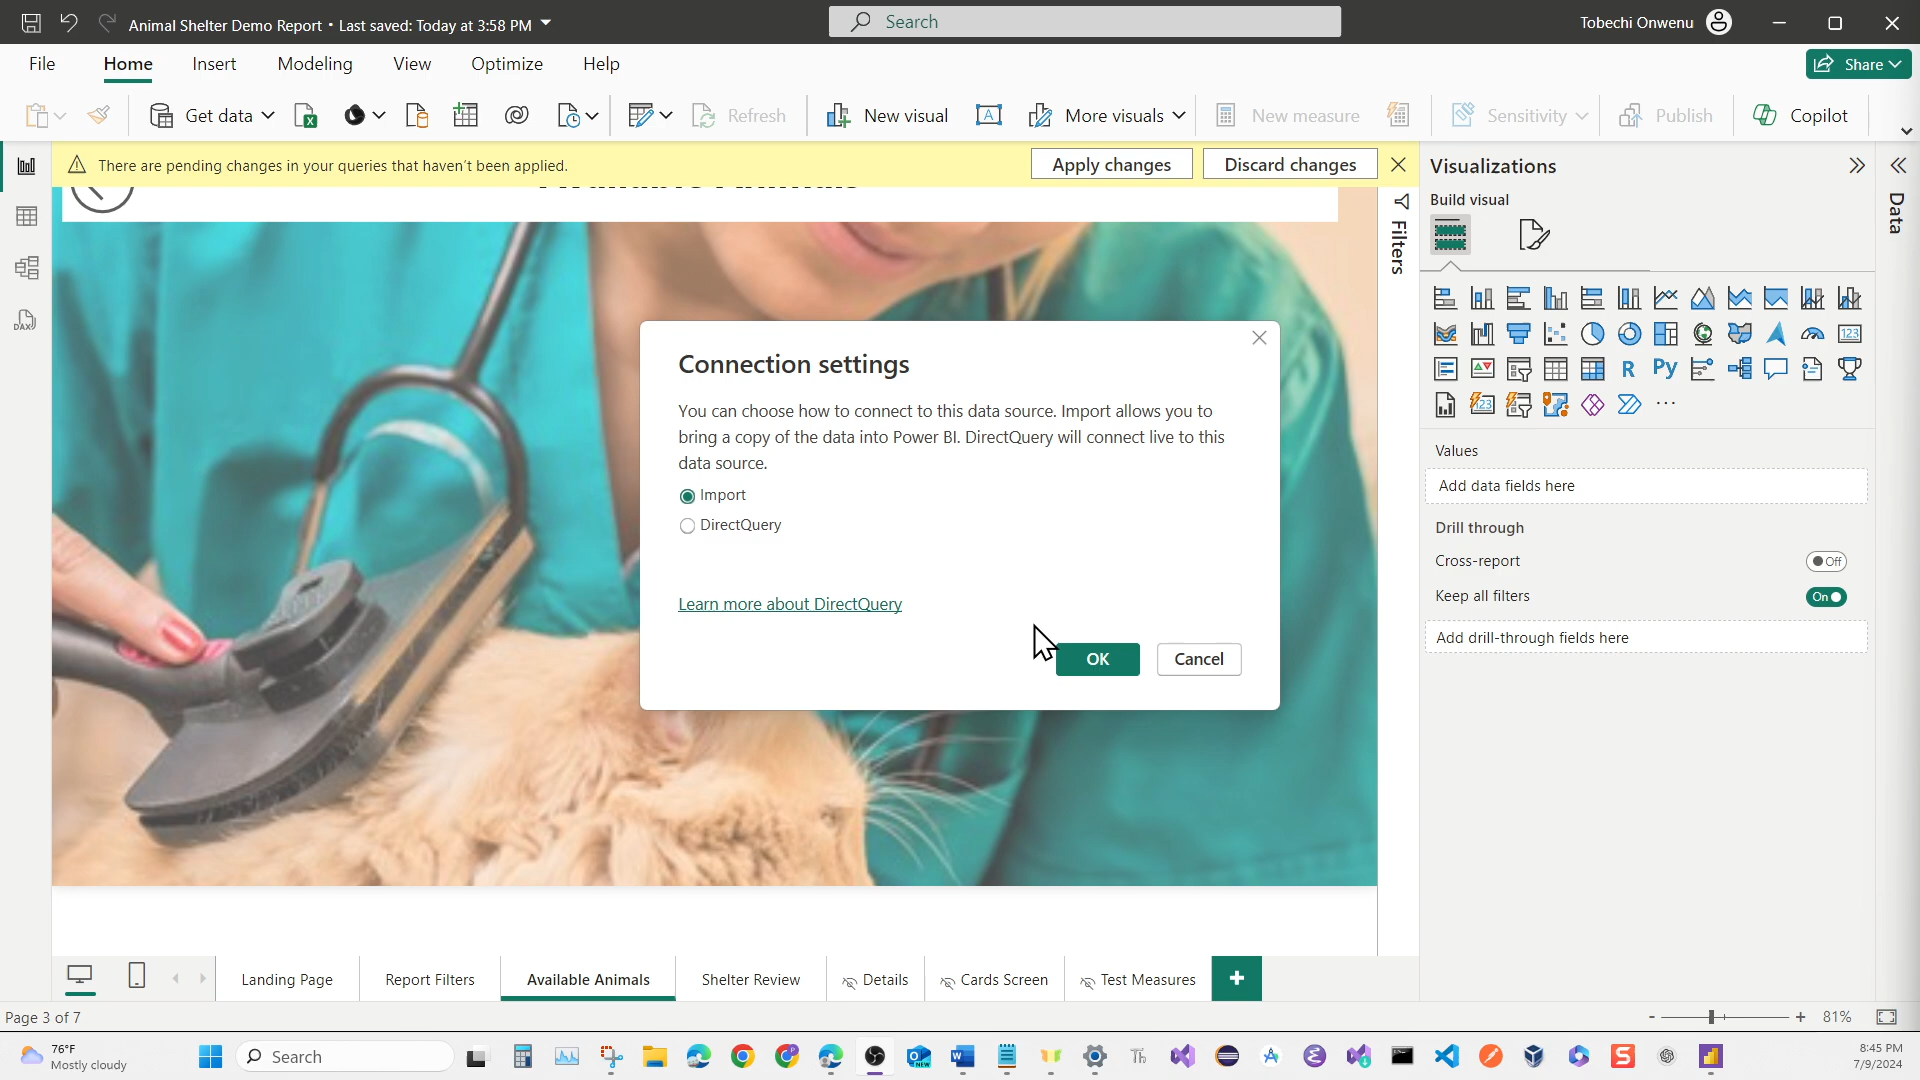 Animal Shelter Demo Report • Last saved: Today at 3:58 PM
Search
Tobechi Onwenu
File
Home
Insert
Modeling
View
Optimize
Help
Share
Get data
Refresh
New visual
More visuals
New measure
Sensitivity
Publish
Copilot
There are pending changes in your queries that haven't been applied.
Apply changes
Discard changes
Filters
Visualizations
Build visual
Data
DAX
123
R
Py
123
Connection settings
You can choose how to connect to this data source. Import allows you to
bring a copy of the data into Power BI. DirectQuery will connect live to this
data source.
Import
DirectQuery
Learn more about DirectQuery
OK
Cancel
Values
Add data fields here
Drill through
Cross-report
Off
Keep all filters
On
Add drill-through fields here
Landing Page
Report Filters
Available Animals
Shelter Review
Details
Cards Screen
Test Measures
Page 3 of 7
81%
76°F
Mostly cloudy
Search
NEW
Th
8:45 PM
7/9/2024